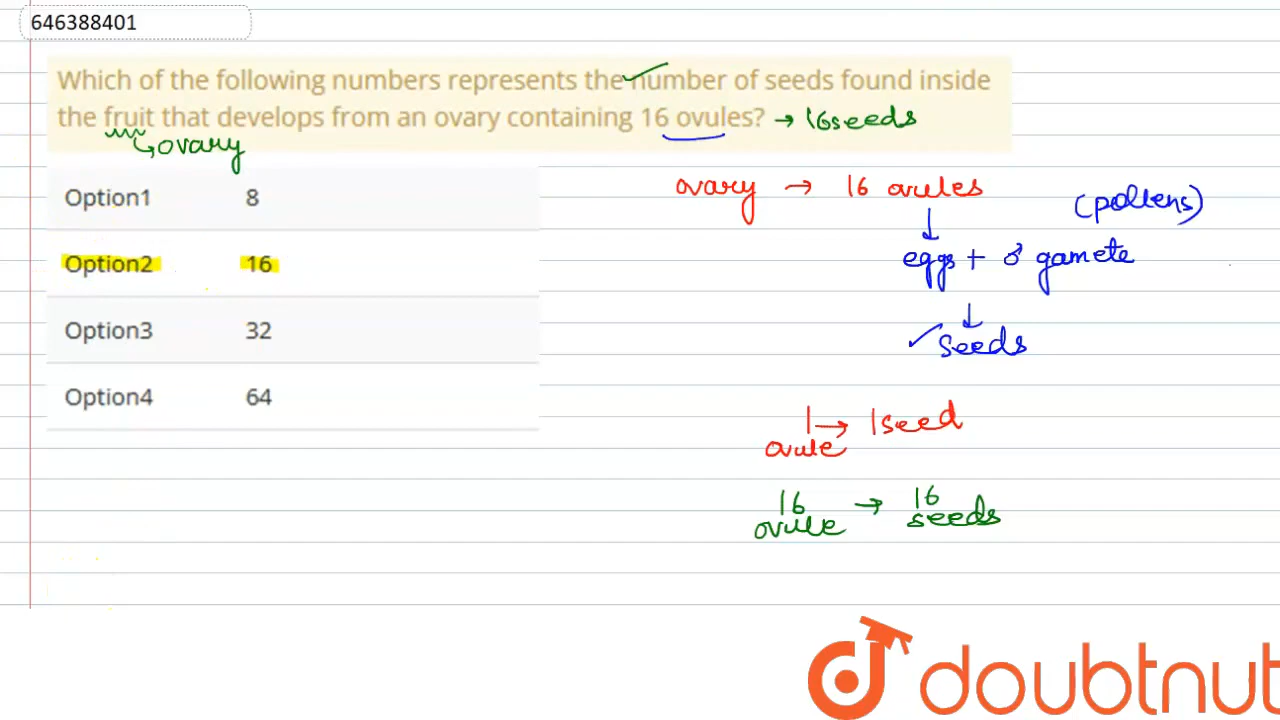 646388401
Which of the following numbers represents the number of seeds found inside
the fruit that develops from an ovary containing 16 ovules? → 16seeds
↳ovary
Option1 8
Option2 16
Option3 32
Option4 64
ovary → 16 ovules
(pollens)
↓
eggs + ♂ gamete
↓
✓ seeds
1 → 1seed
ovule
16 → 16
ovule seeds
doubtnut